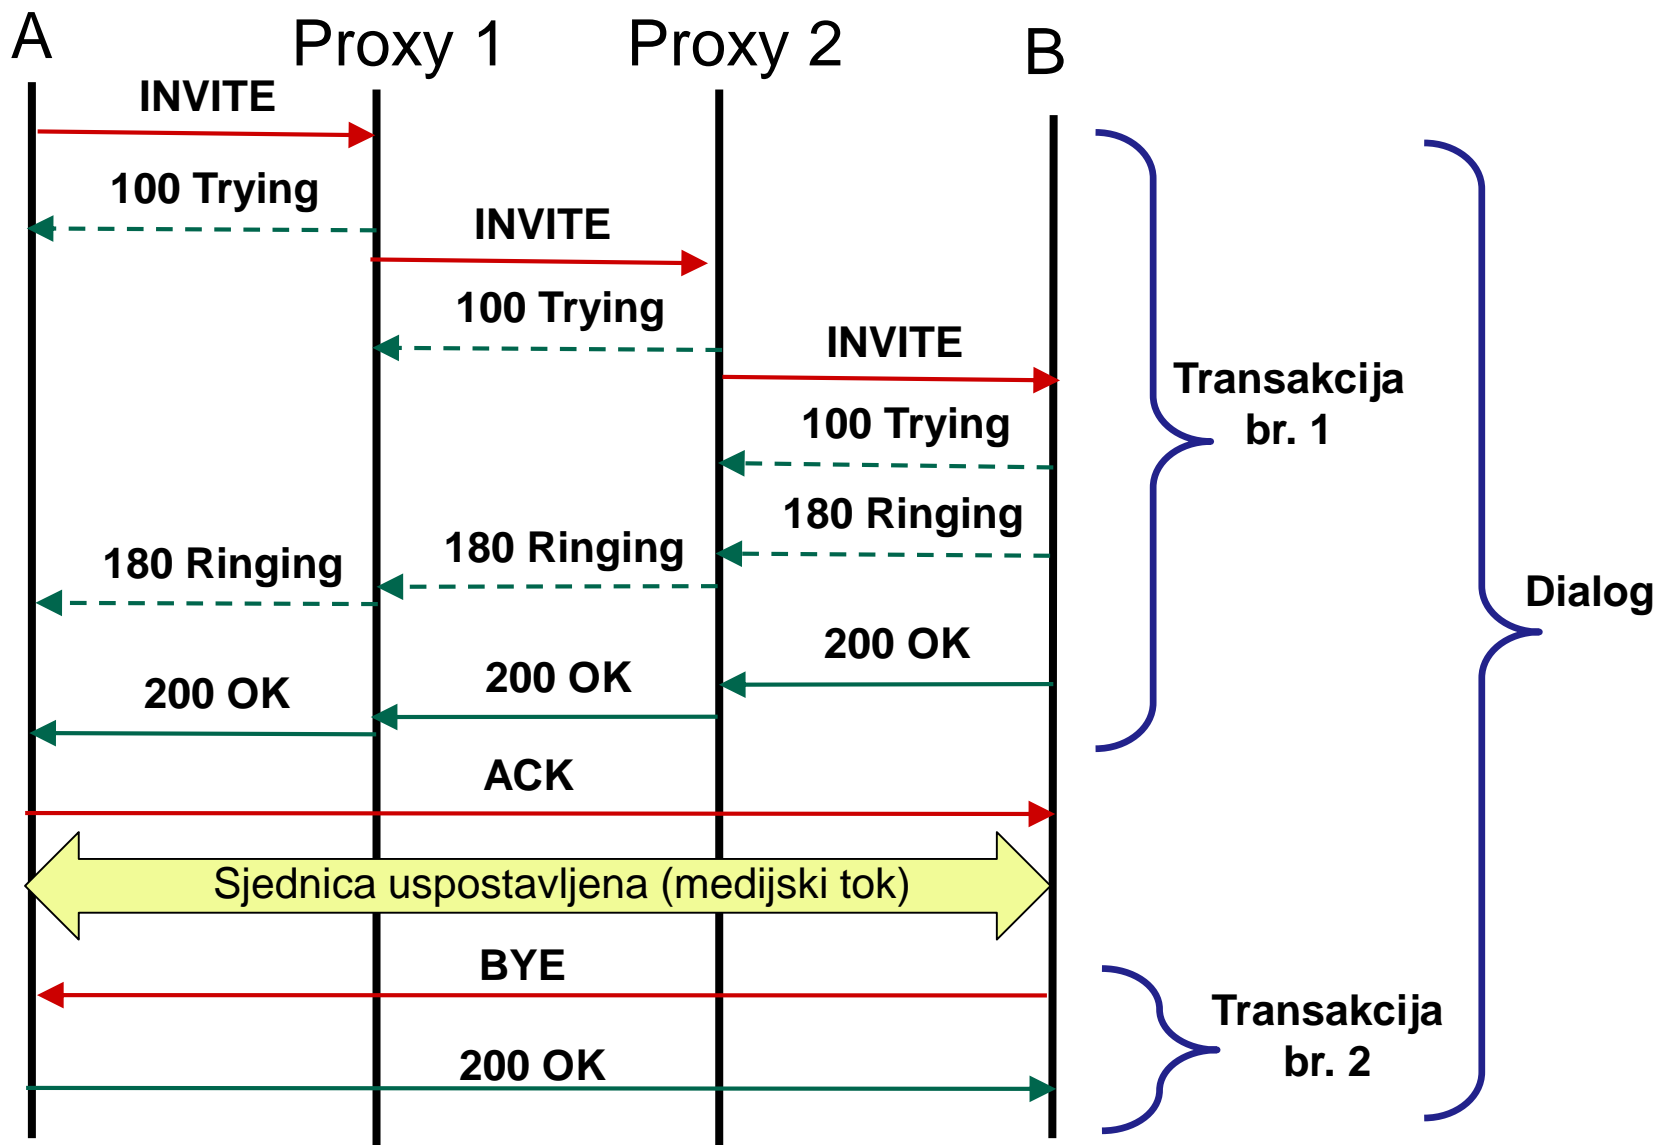 A
Proxy 1
Proxy 2
B
INVITE
100 Trying
INVITE
100 Trying
INVITE
100 Trying
180 Ringing
180 Ringing
180 Ringing
200 OK
200 OK
200 OK
ACK
Sjednica uspostavljena (medijski tok)
BYE
200 OK
Transakcija
br. 1
Dialog
Transakcija
br. 2